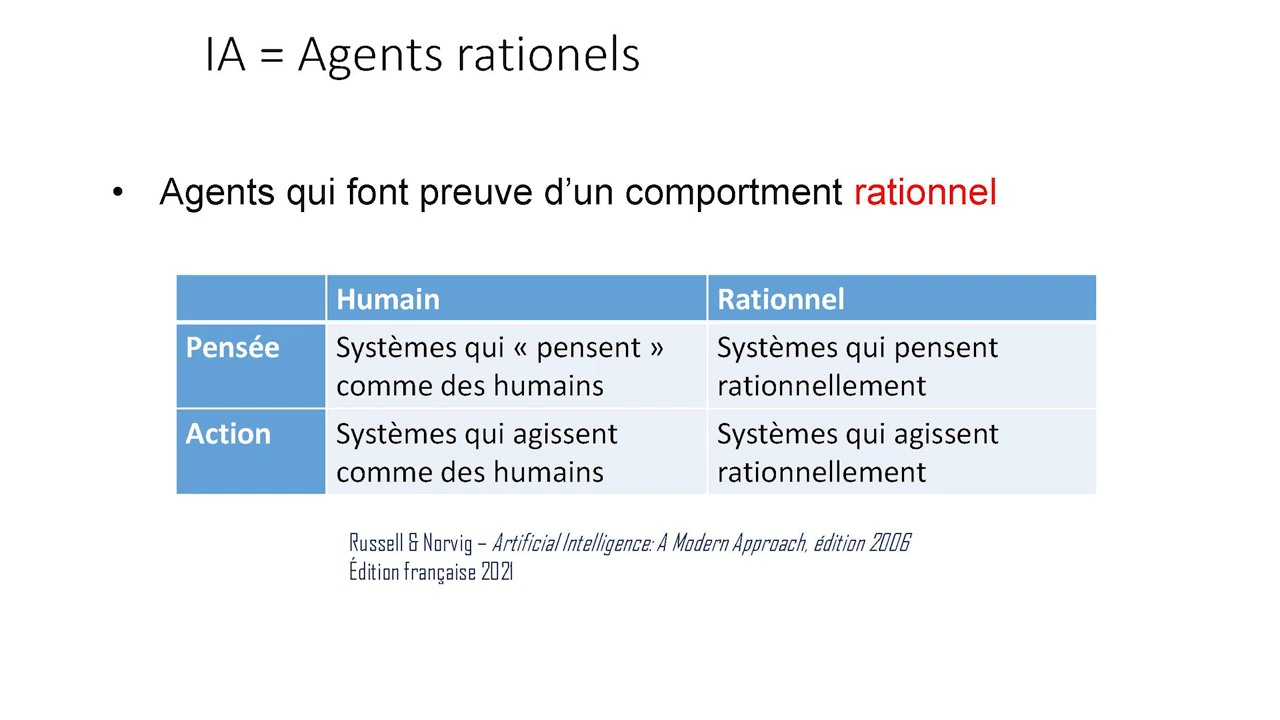 IA = Agents rationels
• Agents qui font preuve d’un comportment rationnel
Humain Rationnel
Pensée Systèmes qui « pensent » comme des humains Systèmes qui pensent rationnellement
Action Systèmes qui agissent comme des humains Systèmes qui agissent rationnellement
Russell & Norvig – Artificial Intelligence: A Modern Approach, édition 2006
Édition française 2021